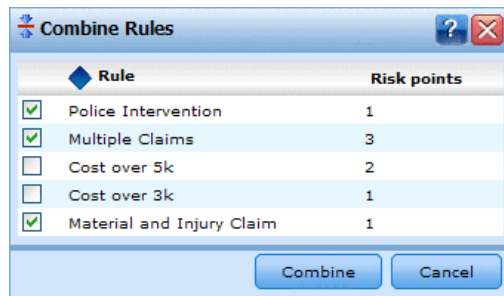 Combine Rules
?
Rule Risk points
Police Intervention 1
Multiple Claims 3
Cost over 5k 2
Cost over 3k 1
Material and Injury Claim 1
Combine Cancel